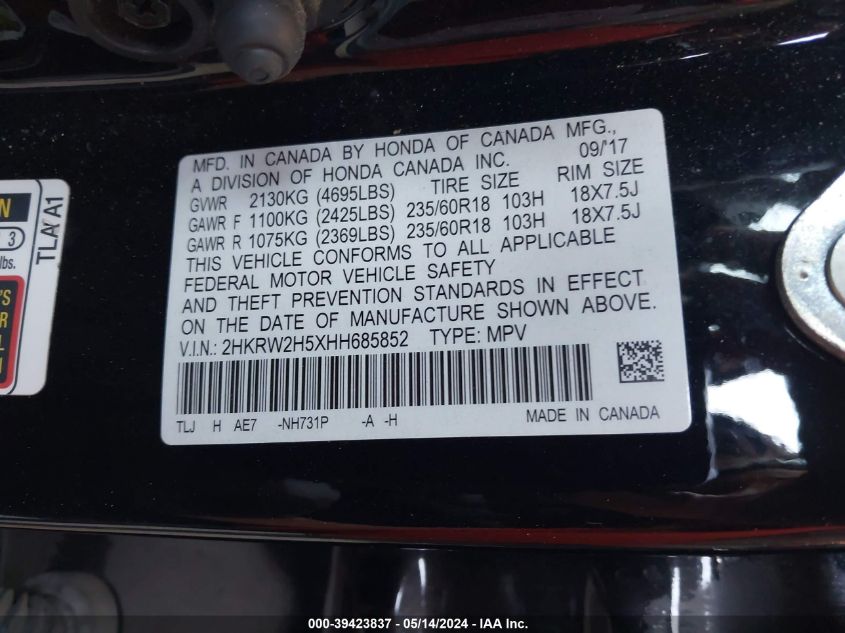 MFD. IN CANADA BY HONDA OF CANADA MFG.,
A DIVISION OF HONDA CANADA INC. 09/'17
GVWR 2130KG (4695LBS) TIRE SIZE RIM SIZE
GAWR F 1100KG (2425LBS) 235/60R18 103H 18X7.5J
GAWR R 1075KG (2369LBS) 235/60R18 103H 18X7.5J
THIS VEHICLE CONFORMS TO ALL APPLICABLE
FEDERAL MOTOR VEHICLE SAFETY
AND THEFT PREVENTION STANDARDS IN EFFECT
ON THE DATE OF MANUFACTURE SHOWN ABOVE.
V.I.N.: 2HKRW2H5XHH685852 TYPE: MPV
TLJ H AE7 -NH731P -A -H MADE IN CANADA
N
3
lbs.
'S
R
L
N
TLA A1
000-39423837 - 05/14/2024 - IAA Inc.